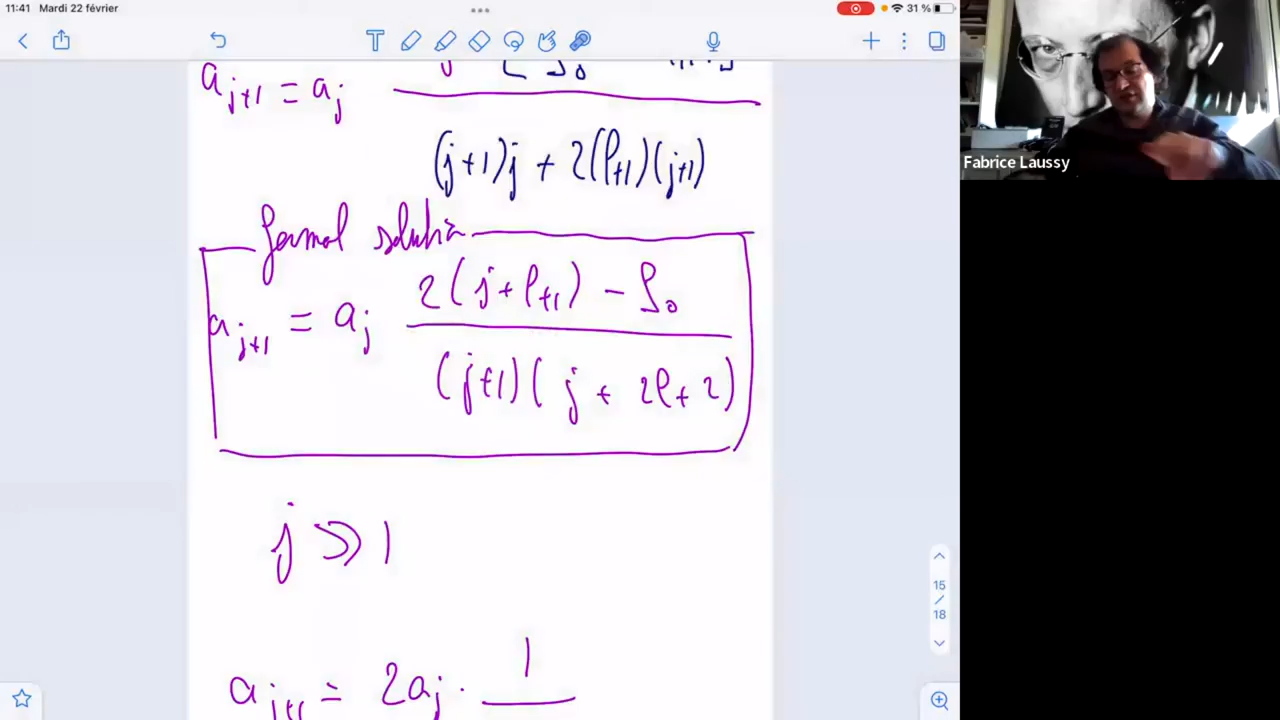 11:41 Mardi 22 février
31 %
a_{j+1} = a_j
(j+1)j + 2(ℓ+1)(j+1)
formal solution
a_{j+1} = a_j \frac{2(j+ℓ+1) - ρ_0}{(j+1)(j + 2ℓ + 2)}
j ≫ 1
a_{j+1} = 2a_j · 1
15
/
18
Fabrice Laussy